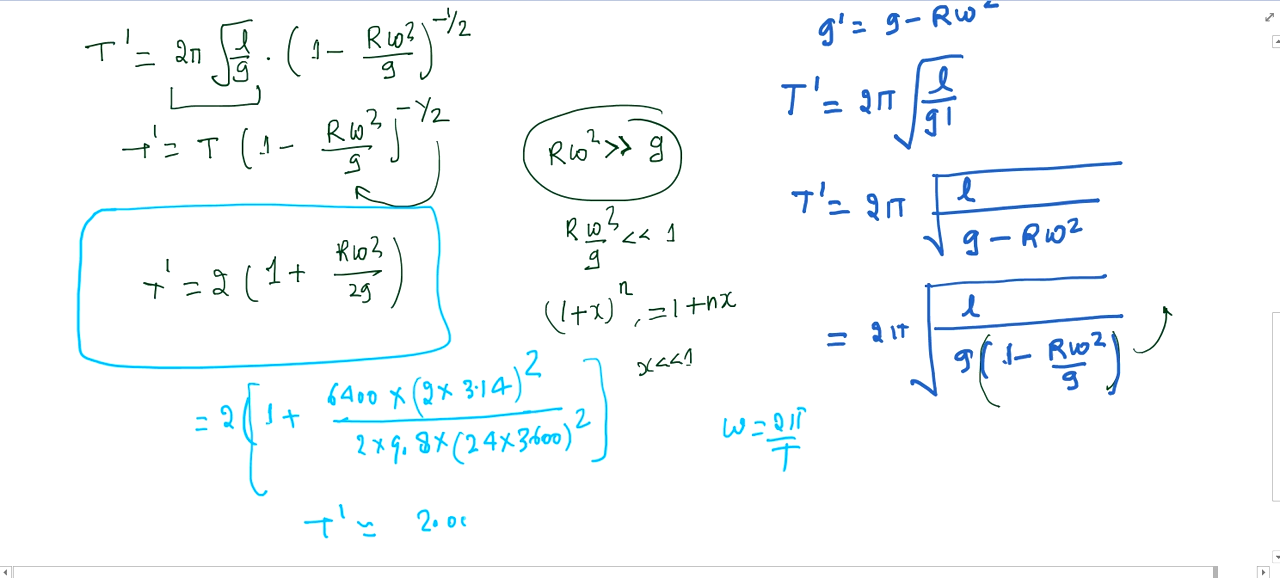 T' = 2π √(l/g) · (1 − Rω²/g)^−1/2
T' = T (1 − Rω²/g]^−1/2
T' = 2 (1 + Rω²/2g)
= 2 [1 + 6400 × (2 × 3.14)² / 2 × 9.8 × (24 × 3600)²]
T' = 2.00
Rω² >> g
Rω²/g << 1
(1+x)ⁿ = 1 + nx
x << 1
g' = g − Rω²
T' = 2π √(l/g')
T' = 2π √(l/(g − Rω²))
= 2π √(l/(g(1 − Rω²/g)))
ω = 2π/T